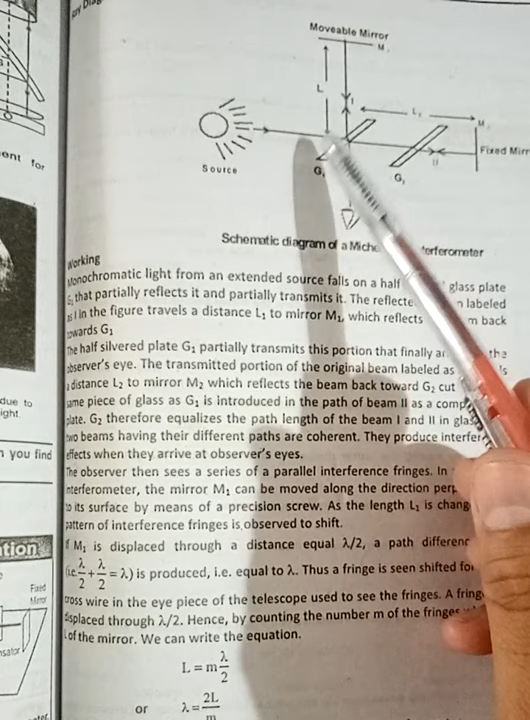 ent for
due to
ight.
you find
tion
Fixed
Mirror
nsator
Moveable Mirror
M
L
I
L
M
Fixed Mirr
II
Source
G₁
G
Schematic diagram of a Miche terferometer
Working
Monochromatic light from an extended source falls on a half glass plate
G₁ that partially reflects it and partially transmits it. The reflecte n labeled
as I in the figure travels a distance L₁ to mirror M₁, which reflects m back
towards G₁
The half silvered plate G₁ partially transmits this portion that finally ar the
observer's eye. The transmitted portion of the original beam labeled as Is
a distance L₂ to mirror M₂ which reflects the beam back toward G₂ cut
same piece of glass as G₁ is introduced in the path of beam II as a comp
plate. G₂ therefore equalizes the path length of the beam I and II in glas
two beams having their different paths are coherent. They produce interfer
effects when they arrive at observer's eyes.
The observer then sees a series of parallel interference fringes. In
interferometer, the mirror M₁ can be moved along the direction perp
to its surface by means of a precision screw. As the length L₁ is chang
pattern of interference fringes is observed to shift.
If M₁ is displaced through a distance equal λ/2, a path differenc
(i.e. λ/2 + λ/2 = λ) is produced, i.e. equal to λ. Thus a fringe is seen shifted fo
cross wire in the eye piece of the telescope used to see the fringes. A fring
displaced through λ/2. Hence, by counting the number m of the fringes
L of the mirror. We can write the equation.
L = m λ/2
or λ = 2L/m